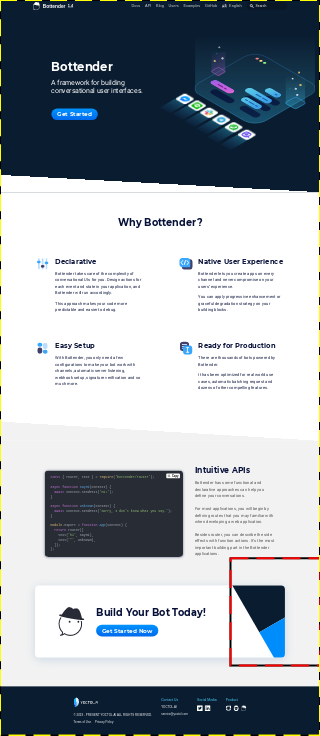 Bottender 1.4
Docs API Blog Users Examples GitHub English Search
Bottender
A framework for building
conversational user interfaces.
Get Started
Why Bottender?
Declarative
Bottender takes care of the complexity of
conversational UIs for you. Design actions for
each event and state in your application, and
Bottender will run accordingly.
This approach makes your code more
predictable and easier to debug.
Native User Experience
Bottender lets you create apps on every
channel and never compromise on your
users' experience.
You can apply progressive enhancement or
graceful degradation strategy on your
building blocks.
Easy Setup
With Bottender, you only need a few
configurations to make your bot work with
channels, automatic server listening,
webhook setup, signature verification and so
much more.
Ready for Production
There are thousands of bots powered by
Bottender.
It has been optimized for real world use
cases, automatic batching request and
dozens of other compelling features.
Intuitive APIs
Bottender has some functional and
declarative approaches can help you
define your conversations.
For most applications, you will begin by
defining routes that you may familiar with
when developing a web application.
Besides router, you can describe the side
effects with function actions. It's the most
important building part in the Bottender
applications.
Copy
Build Your Bot Today!
Get Started Now
YOCTOL.AI
Contact Us
Social Media
Product
YOCTOL AI
© 2019 - PRESENT YOCTOL AI ALL RIGHTS RESERVED.
Terms of Use Privacy Policy